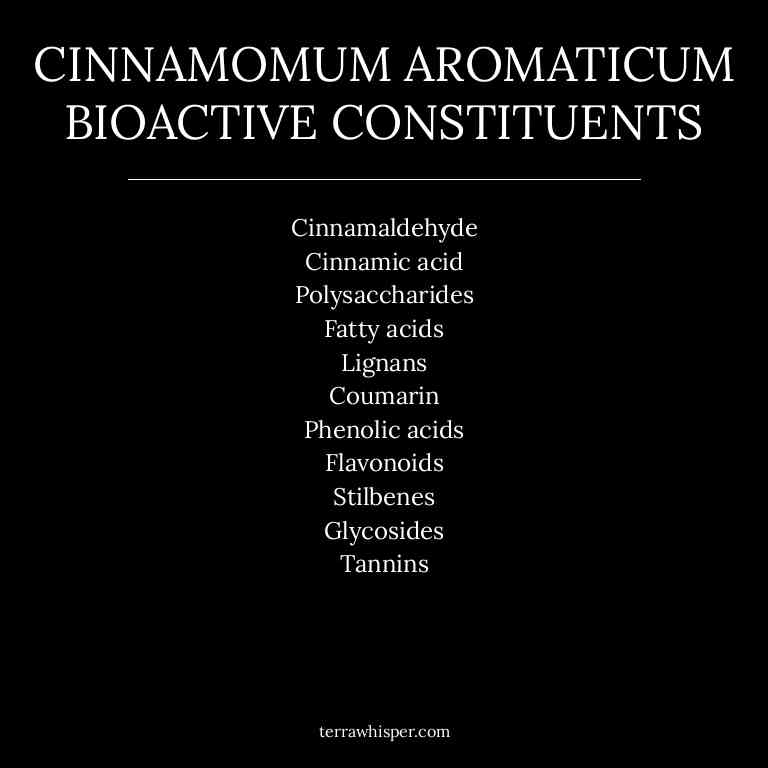 CINNAMOMUM AROMATICUM
BIOACTIVE CONSTITUENTS
Cinnamaldehyde
Cinnamic acid
Polysaccharides
Fatty acids
Lignans
Coumarin
Phenolic acids
Flavonoids
Stilbenes
Glycosides
Tannins
terrawhisper.com